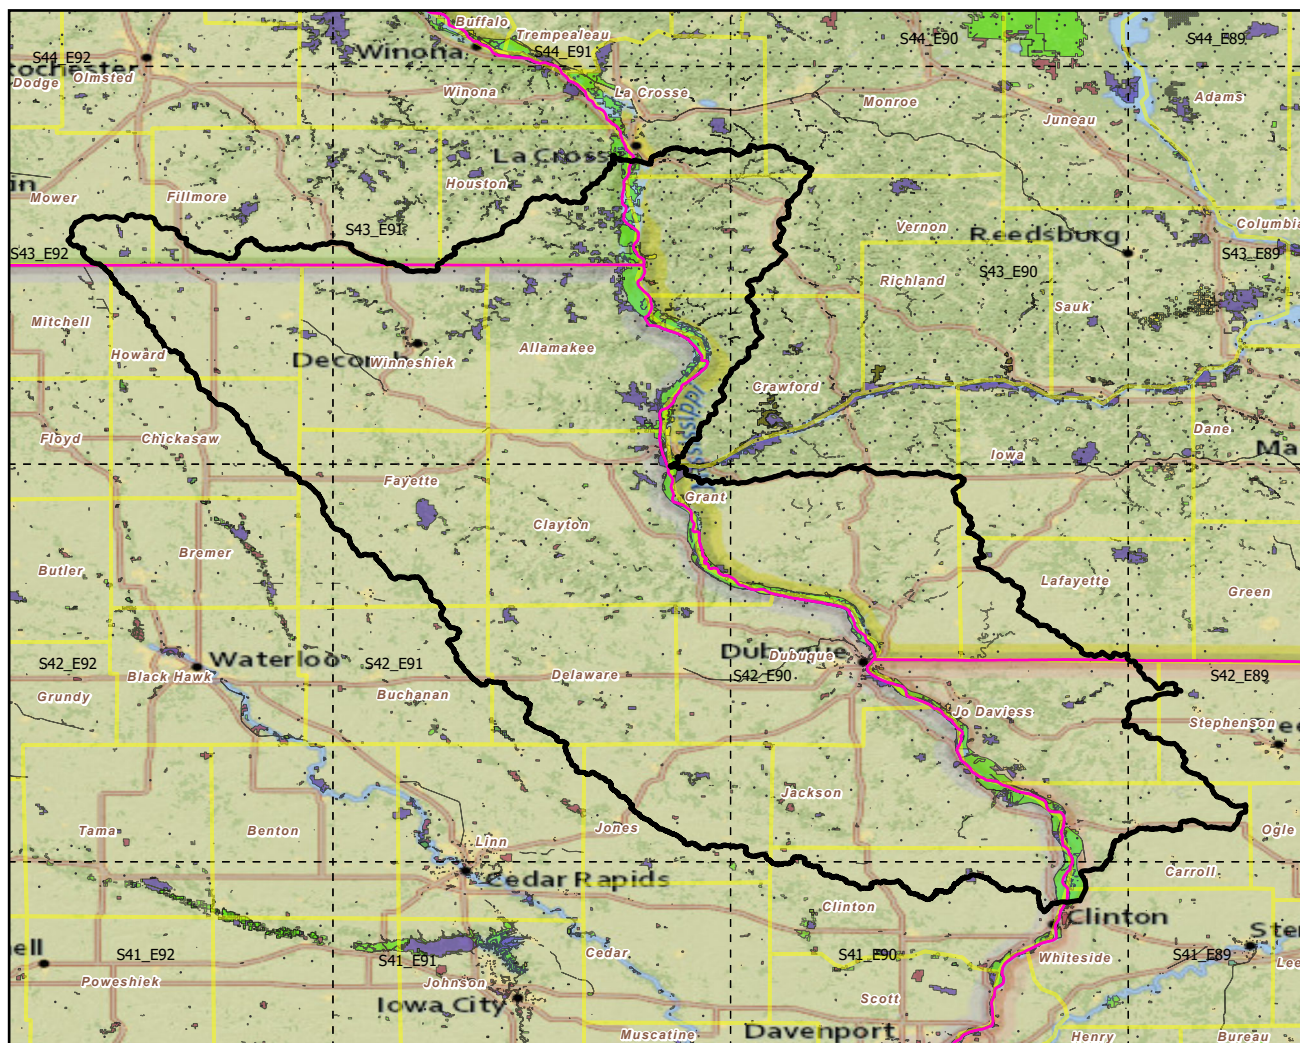 Buffalo
Trempealeau
S44_E92
Winona
S44_E91
S44_E90
S44_E89
Dodge
Olmsted
Winona
La Crosse
Monroe
Adams
Juneau
La Cross
Mower
Fillmore
Houston
S43_E92
S43_E91
Vernon
Reedsburg
Columbia
S43_E90
S43_E89
Richland
Sauk
Mitchell
Howard
Winneshiek
Allamakee
Crawford
Floyd
Chickasaw
Fayette
Dane
Iowa
Ma
Grant
Clayton
Bremer
Butler
Lafayette
Green
S42_E92
Waterloo
S42_E91
Dubuque
Dubuque
S42_E90
S42_E89
Black Hawk
Grundy
Buchanan
Delaware
Jo Daviess
Stephenson
Jackson
Tama
Benton
Linn
Jones
Ogle
Cedar Rapids
Carroll
Clinton
Clinton
S41_E92
S41_E91
Cedar
S41_E90
Whiteside
S41_E89
Ster
Lee
Poweshiek
Johnson
Iowa City
Scott
Muscatine
Davenport
Henry
Bureau